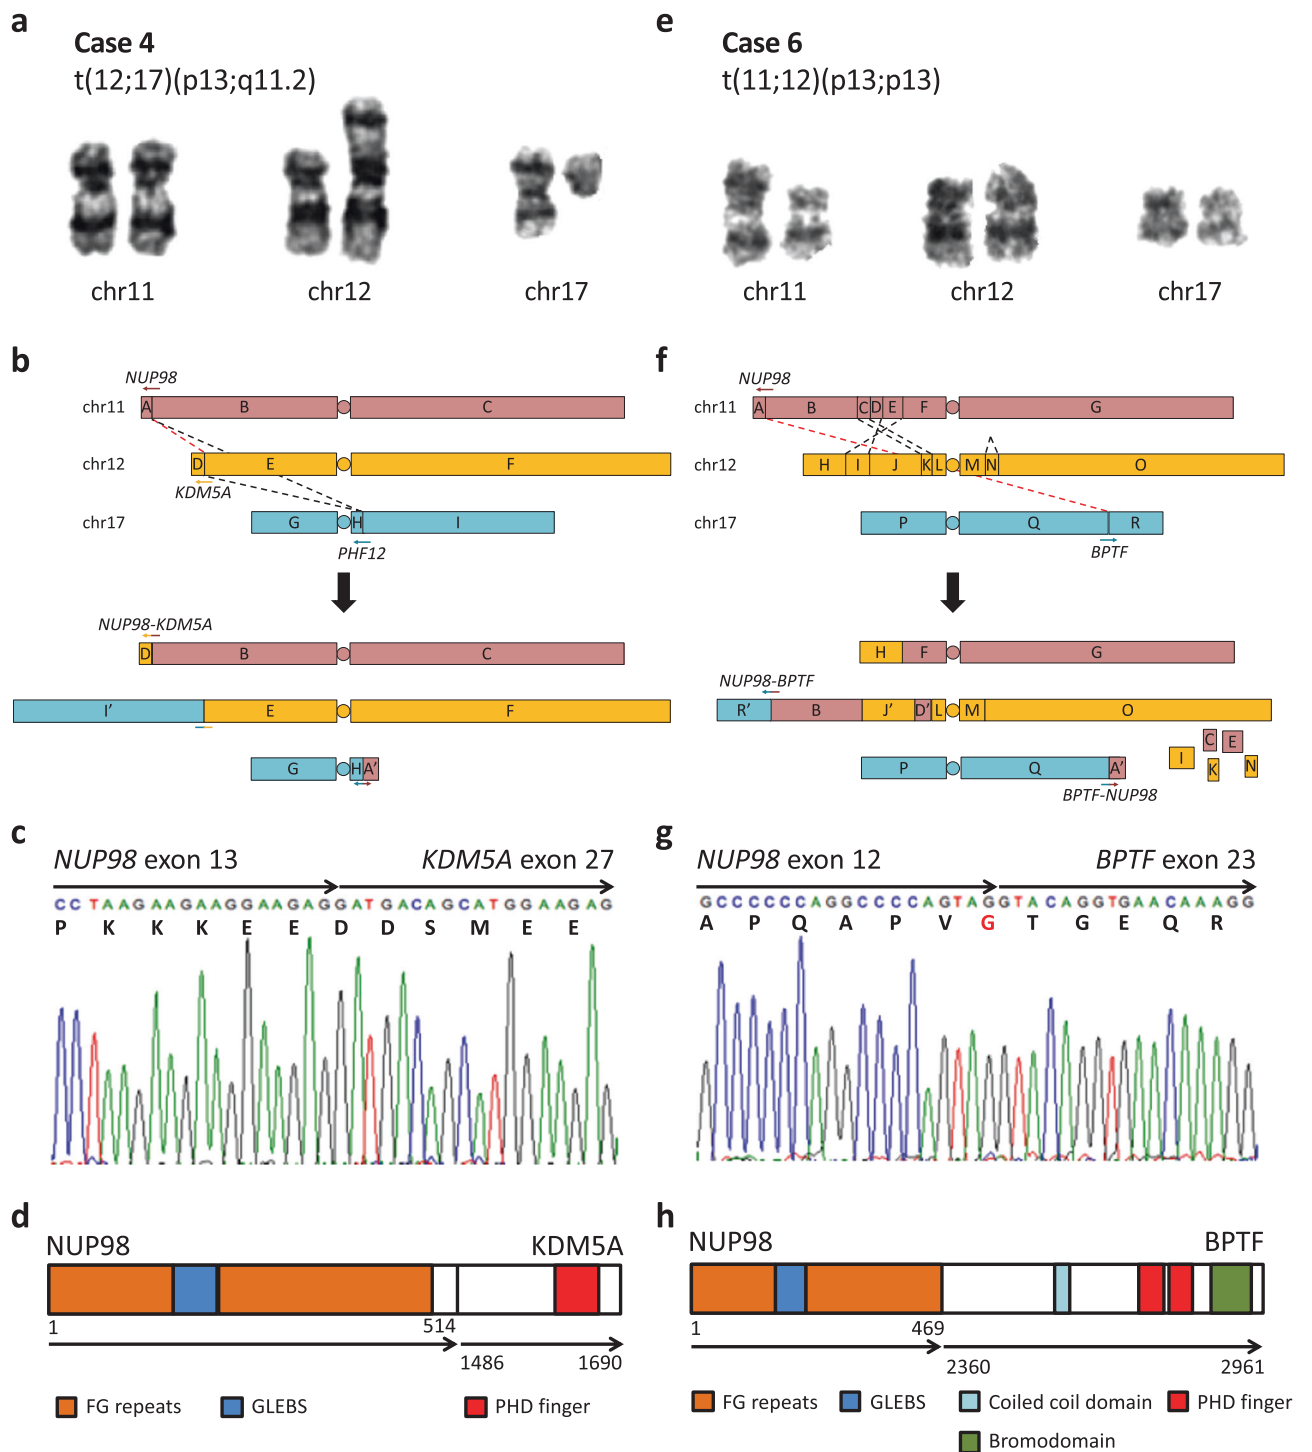 a
Case 4
t(12;17)(p13;q11.2)
chr11
chr12
chr17
b
NUP98
chr11
A
B
C
chr12
D
E
F
KDM5A
chr17
G
H
I
PHF12
NUP98-KDM5A
D
B
C
I'
E
F
G
H
A'
c
NUP98 exon 13
KDM5A exon 27
CCTAAGAAGAAGGAAGAGGATGACAGCATGGAAGAG
P K K K E E D D S M E E
d
NUP98
KDM5A
1
514
1486
1690
FG repeats
GLEBS
PHD finger
e
Case 6
t(11;12)(p13;p13)
chr11
chr12
chr17
f
NUP98
chr11
A
B
C
D
E
F
G
chr12
H
I
J
K
L
M
N
O
chr17
P
Q
R
BPTF
H
F
G
NUP98-BPTF
R'
B
J'
D'
L
M
O
C
E
I
K
N
P
Q
A'
BPTF-NUP98
g
NUP98 exon 12
BPTF exon 23
GCCCCCCAGGCCCCAGTAGGTACAGGTGAACAAAGG
A P Q A P V G T G E Q R
h
NUP98
BPTF
1
469
2360
2961
FG repeats
GLEBS
Coiled coil domain
PHD finger
Bromodomain